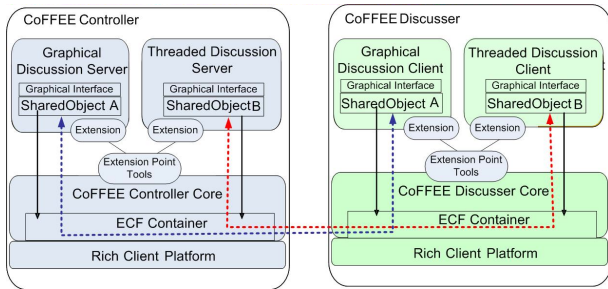 CoFFEE Controller
Graphical
Discussion Server
Graphical Interface
SharedObject A
Extension
Threaded Discussion
Server
Graphical Interface
SharedObject B
Extension
Extension Point
Tools
CoFFEE Controller Core
ECF Container
Rich Client Platform
CoFFEE Discusser
Graphical
Discussion Client
Graphical Interface
SharedObject A
Extension
Threaded Discussion
Client
Graphical Interface
SharedObject B
Extension
Extension Point
Tools
CoFFEE Discusser Core
ECF Container
Rich Client Platform